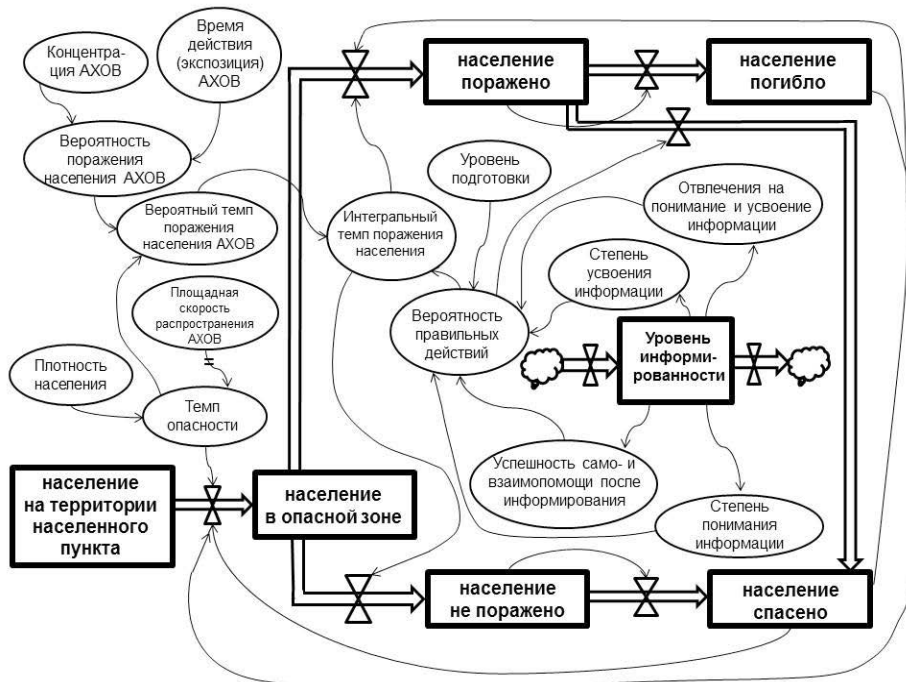 Концентра-
ция АХОВ
Время
действия
(экспозиция)
АХОВ
население
поражено
население
погибло
Вероятность
поражения
населения АХОВ
Уровень
подготовки
Вероятный темп
поражения
населения АХОВ
Интегральный
темп поражения
населения
Отвлечения на
понимание и усвоение
информации
Степень
усвоения
информации
Площадная
скорость
распространения
АХОВ
Вероятность
правильных
действий
Уровень
информи-
рованности
Плотность
населения
Темп
опасности
Успешность само- и
взаимопомощи после
информирования
население
на территории
населенного
пункта
население
в опасной зоне
Степень
понимания
информации
население
не поражено
население
спасено